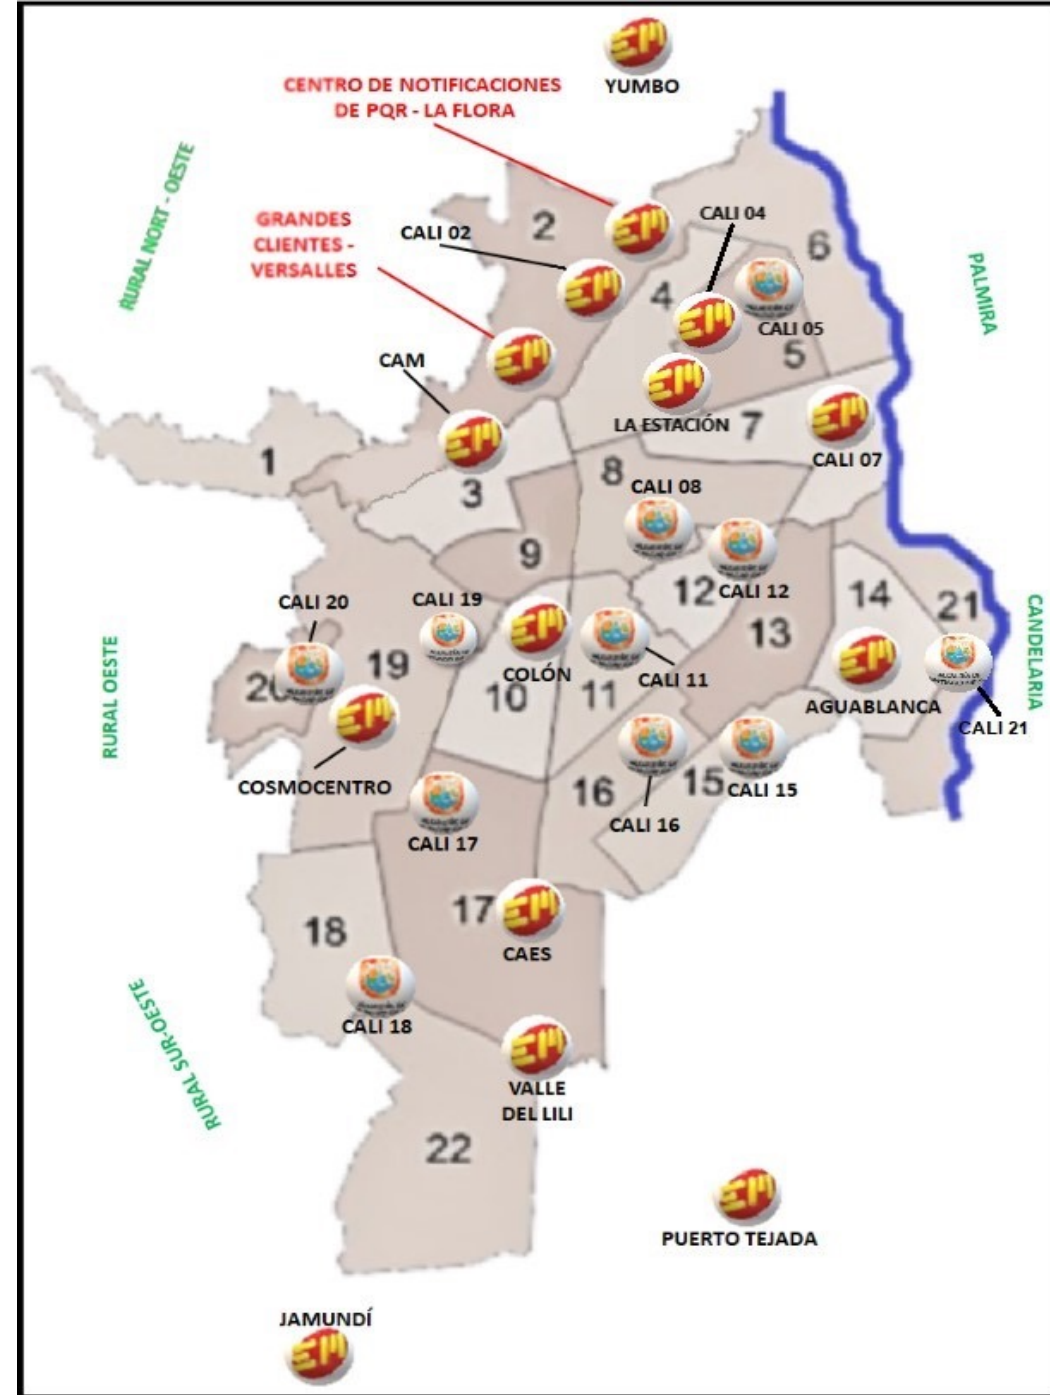 YUMBO
CENTRO DE NOTIFICACIONES
DE PQR - LA FLORA
RURAL NORT - OESTE
GRANDES
CLIENTES -
VERSALLES
CALI 02
2
CALI 04
6
PALMIRA
4
CALI 05
5
CAM
LA ESTACIÓN
7
CALI 07
1
3
8
CALI 08
9
12
CALI 12
14
21
CANDELARIA
CALI 20
CALI 19
13
RURAL OESTE
20
19
COLÓN
10
11
CALI 11
AGUABLANCA
CALI 21
COSMOCENTRO
16
15
CALI 15
CALI 16
CALI 17
17
CAES
18
CALI 18
RURAL SUR-OESTE
VALLE
DEL LILI
22
PUERTO TEJADA
JAMUNDÍ